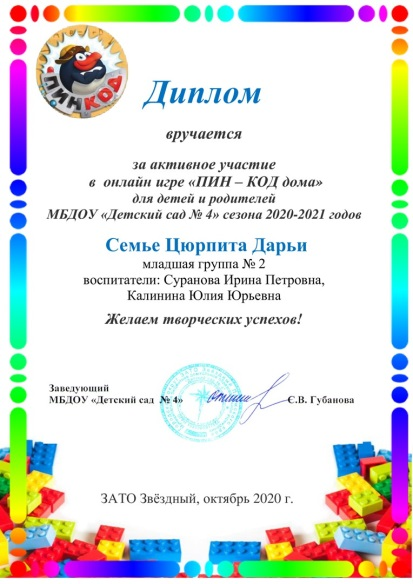 ПИНКОД
Диплом
вручается
за активное участие
в онлайн игре «ПИН – КОД дома»
для детей и родителей
МБДОУ «Детский сад № 4» сезона 2020-2021 годов
Семье Цюрпита Дарьи
младшая группа № 2
воспитатели: Суранова Ирина Петровна,
Калинина Юлия Юрьевна
Желаем творческих успехов!
Заведующий
МБДОУ «Детский сад № 4»
Є.В. Губанова
ЗАТО Звёздный, октябрь 2020 г.